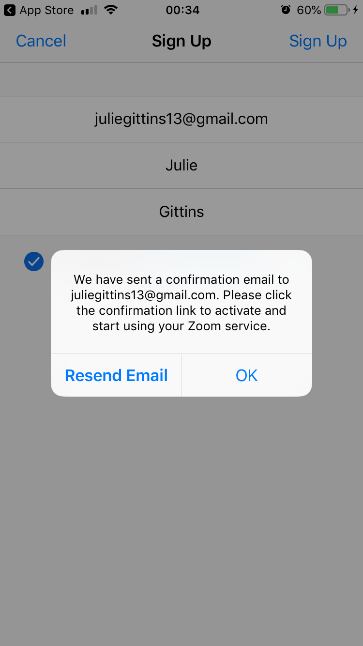 App Store 00:34 60%
Cancel Sign Up Sign Up
juliegittins13@gmail.com
Julie
Gittins
We have sent a confirmation email to
juliegittins13@gmail.com. Please click
the confirmation link to activate and
start using your Zoom service.
Resend Email OK